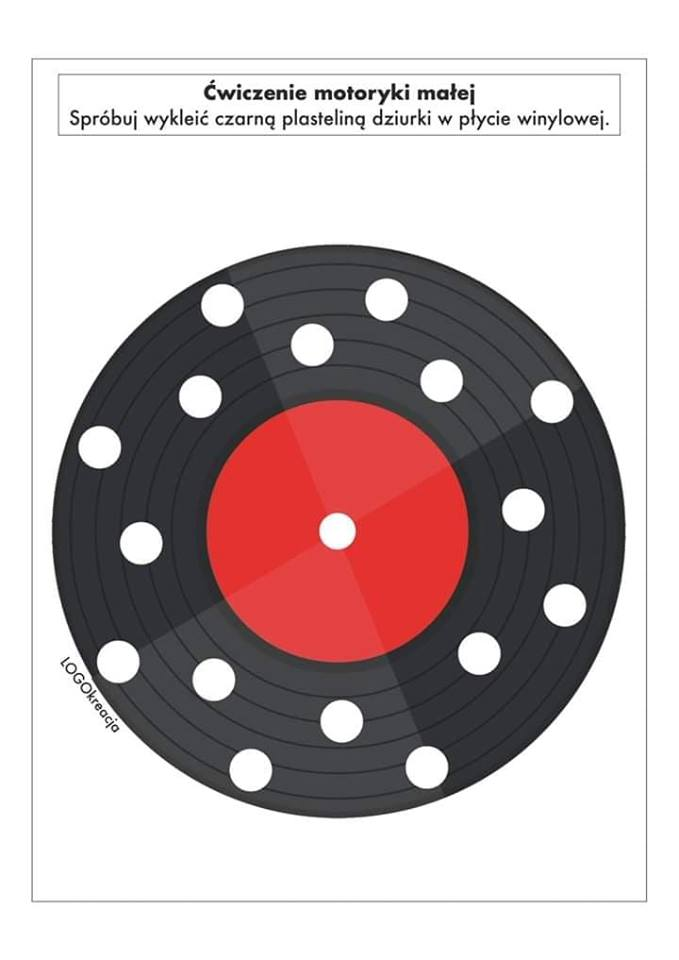 Ćwiczenie motoryki małej
Spróbuj wykleić czarną plasteliną dziurki w płycie winylowej.
LOGOkreacja